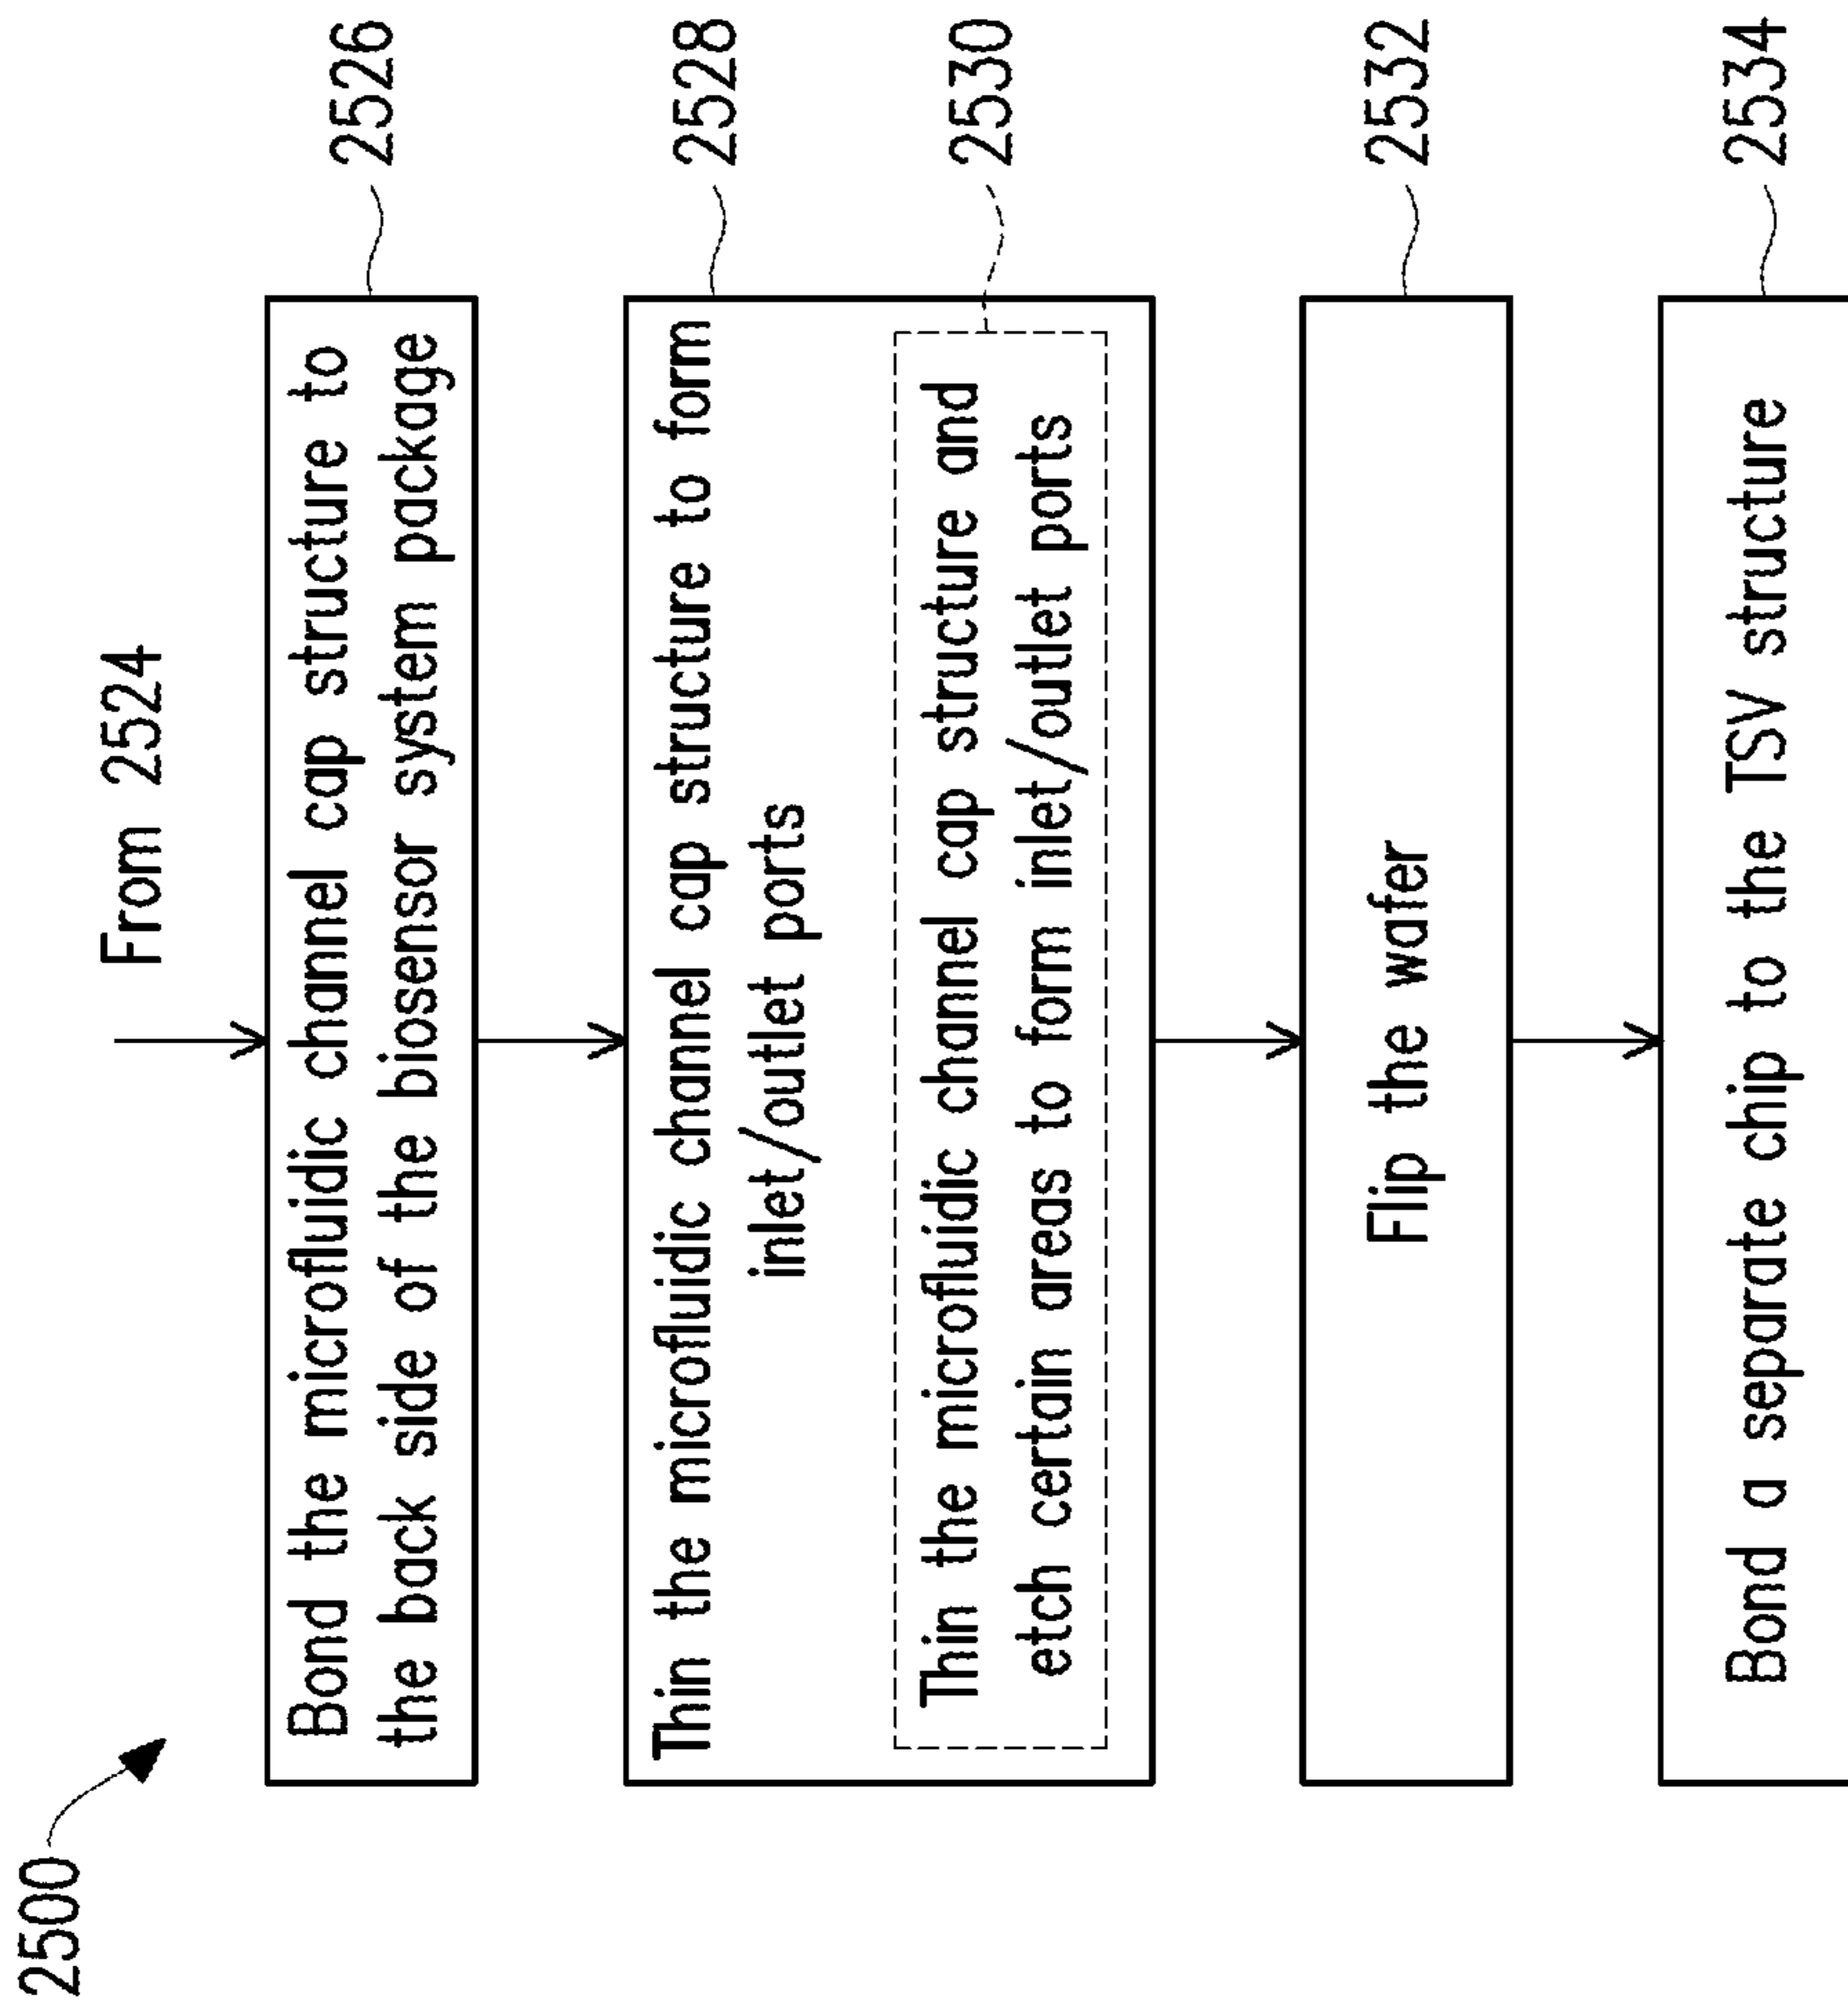 2500
From 2524
Bond the microfluidic channel cap structure to
the back side of the biosensor system package
2526
Thin the microfluidic channel cap structure to form
inlet/outlet ports
2528
Thin the microfluidic channel cap structure and
etch certain areas to form inlet/outlet ports
2530
Flip the wafer
2532
Bond a separate chip to the TSV structure
2534